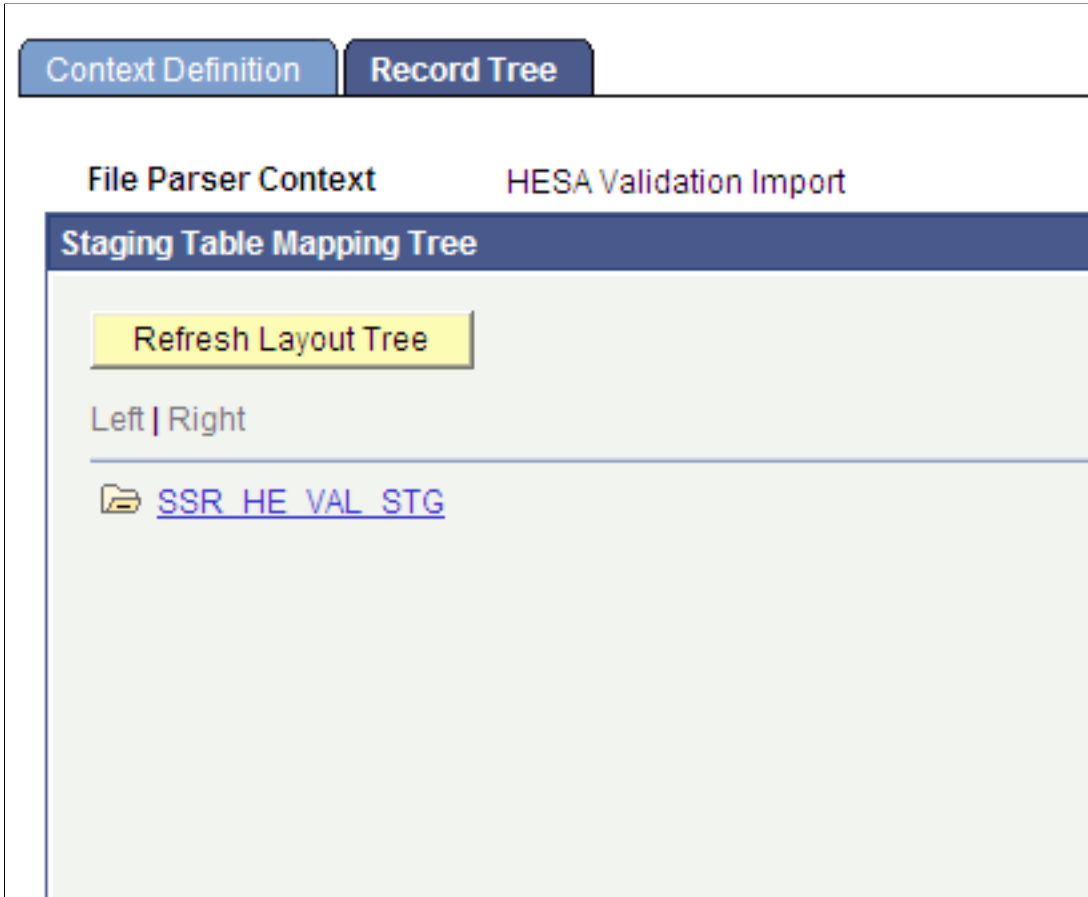 Context Definition Record Tree
File Parser Context HESA Validation Import
Staging Table Mapping Tree
Refresh Layout Tree
Left | Right
SSR_HE_VAL_STG